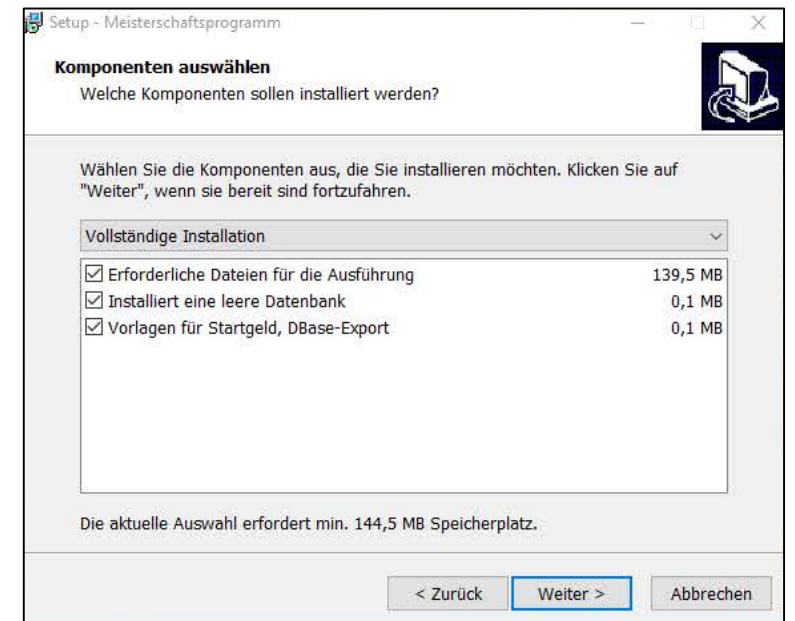 Setup - Meisterschaftsprogramm
Komponenten auswählen
Welche Komponenten sollen installiert werden?
Wählen Sie die Komponenten aus, die Sie installieren möchten. Klicken Sie auf
"Weiter", wenn sie bereit sind fortzufahren.
Vollständige Installation
Erforderliche Dateien für die Ausführung 139,5 MB
Installiert eine leere Datenbank 0,1 MB
Vorlagen für Startgeld, DBase-Export 0,1 MB
Die aktuelle Auswahl erfordert min. 144,5 MB Speicherplatz.
< Zurück Weiter > Abbrechen